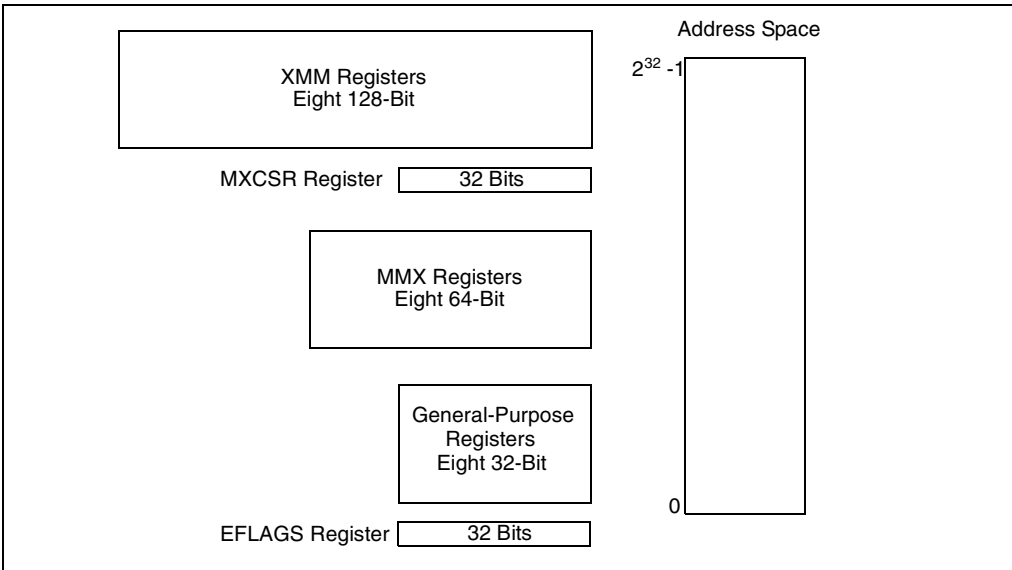 Address Space
2³² -1
XMM Registers
Eight 128-Bit
MXCSR Register
32 Bits
MMX Registers
Eight 64-Bit
General-Purpose
Registers
Eight 32-Bit
0
EFLAGS Register
32 Bits